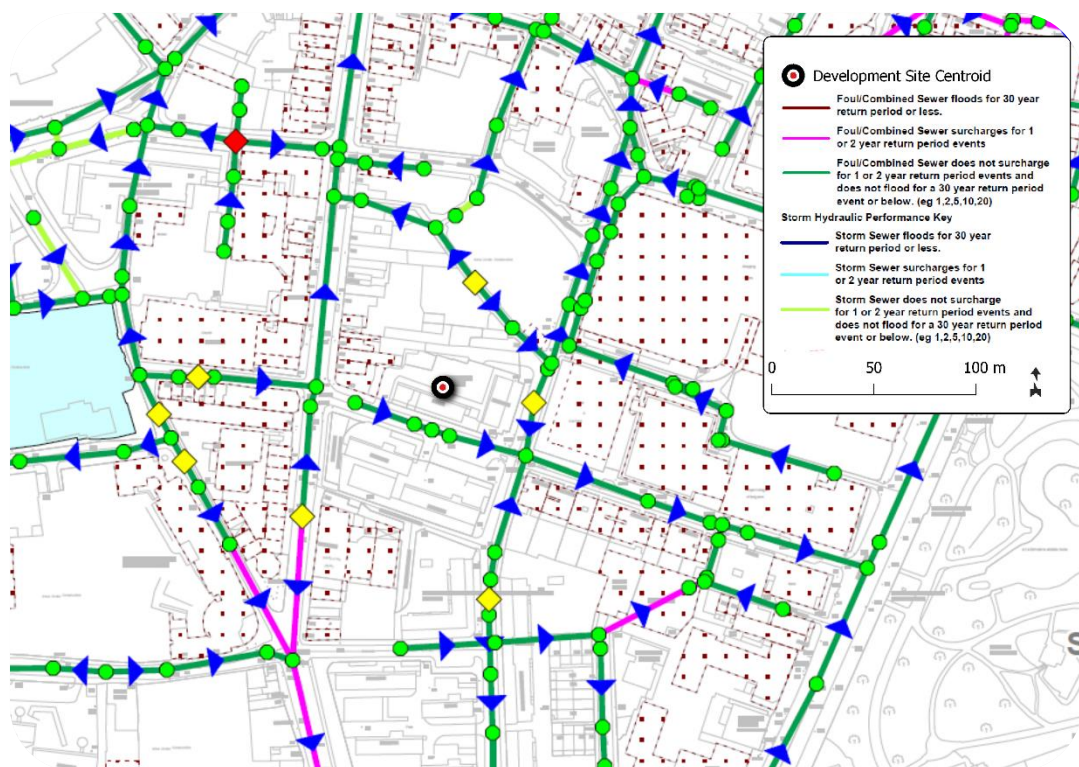 Development Site Centroid
Foul/Combined Sewer floods for 30 year
return period or less.
Foul/Combined Sewer surcharges for 1
or 2 year return period events
Foul/Combined Sewer does not surcharge
for 1 or 2 year return period events and
does not flood for a 30 year return period
event or below. (eg 1,2,5,10,20)
Storm Hydraulic Performance Key
Storm Sewer floods for 30 year
return period or less.
Storm Sewer surcharges for 1
or 2 year return period events
Storm Sewer does not surcharge
for 1 or 2 year return period events and
does not flood for a 30 year return period
event or below. (eg 1,2,5,10,20)
0 50 100 m
S